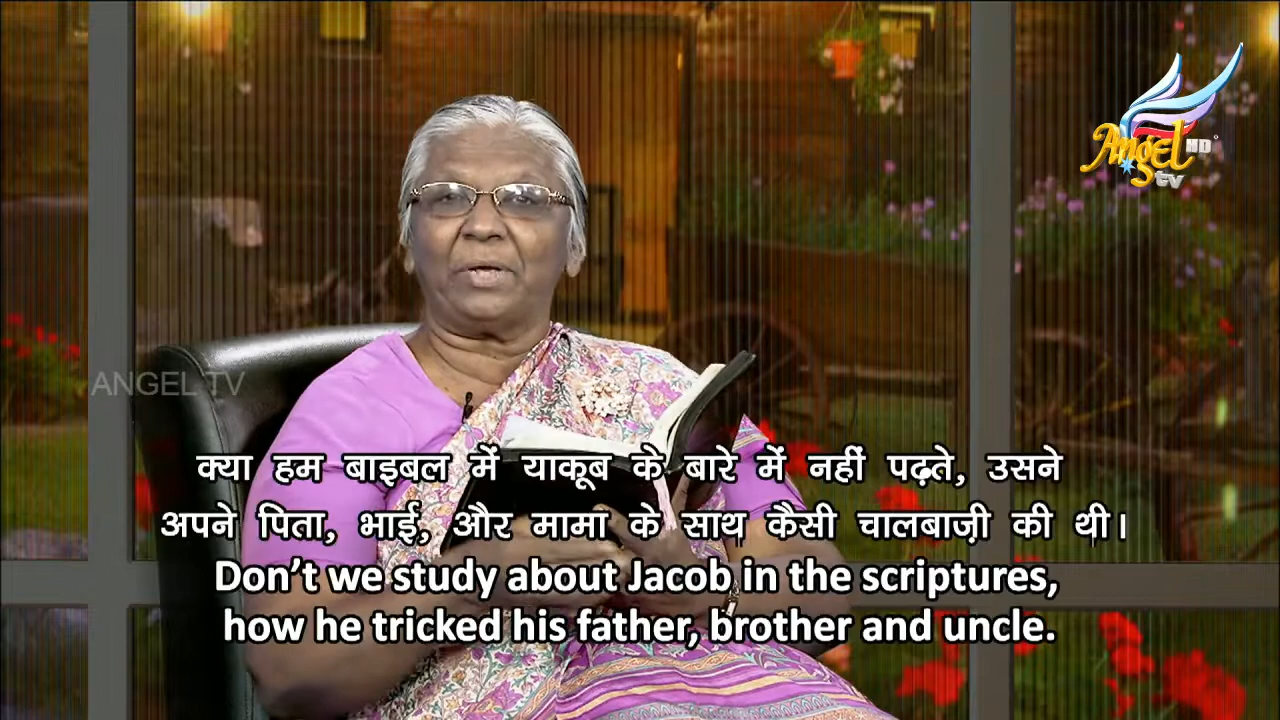 Angel HD
tv
ANGEL TV
क्या हम बाइबल में याकूब के बारे में नहीं पढ़ते, उसने
अपने पिता, भाई, और मामा के साथ कैसी चालबाज़ी की थी।
Don't we study about Jacob in the scriptures,
how he tricked his father, brother and uncle.